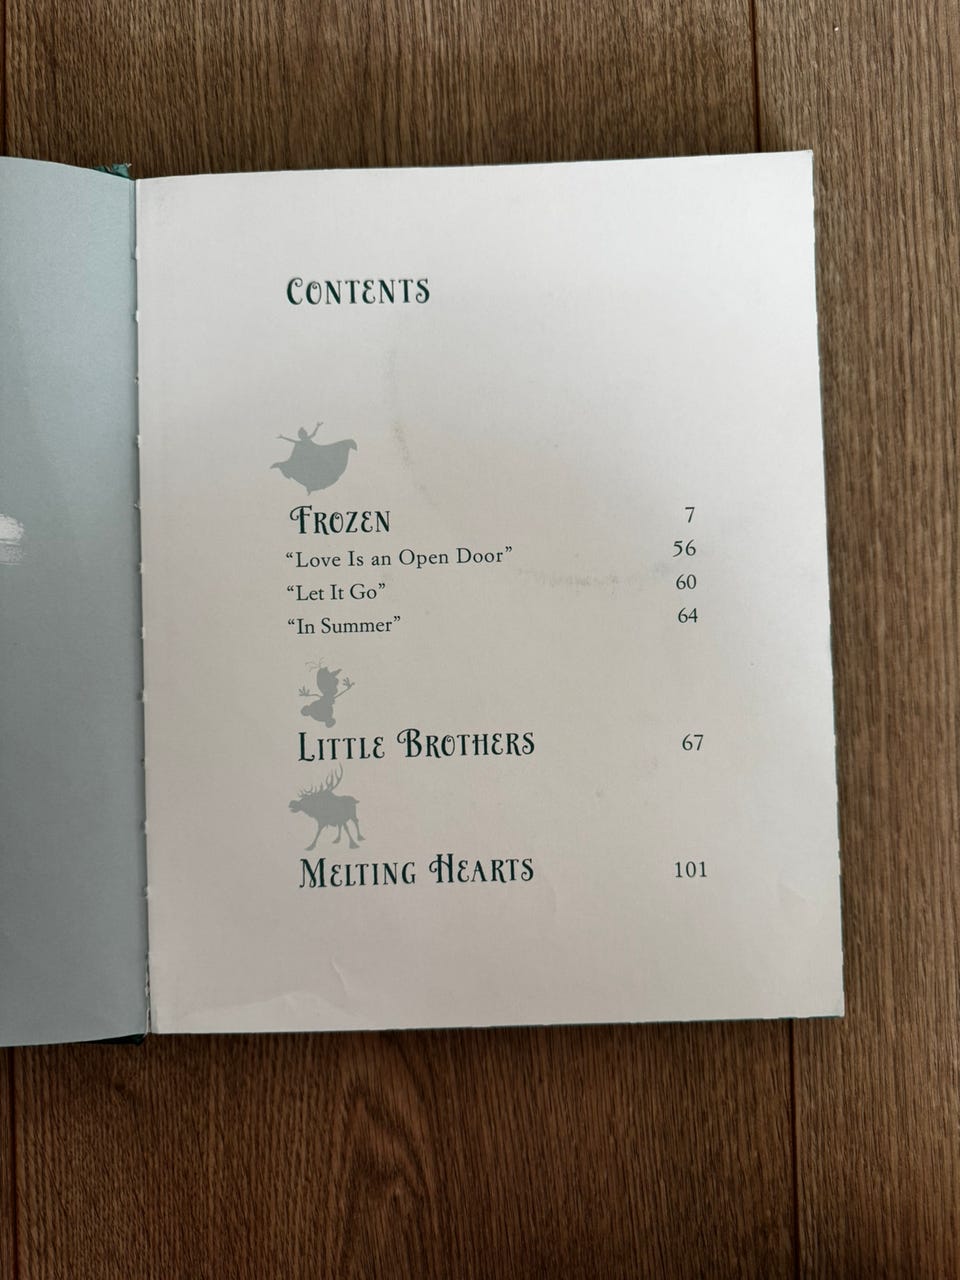 CONTENTS
FROZEN 7
“Love Is an Open Door” 56
“Let It Go” 60
“In Summer” 64
LITTLE BROTHERS 67
MELTING HEARTS 101